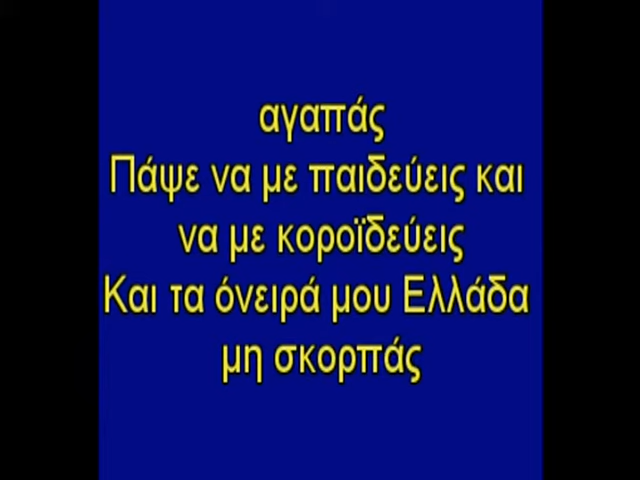 αγαπάς
Πάψε να με παιδεύεις και
να με κοροϊδεύεις
Και τα όνειρά μου Ελλάδα
μη σκορπάς